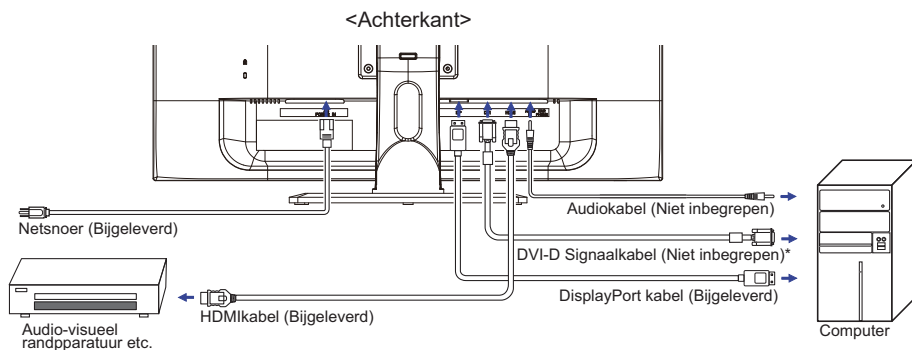 <Achterkant>
Netsnoer (Bijgeleverd)
Audiokabel (Niet inbegrepen)
DVI-D Signaalkabel (Niet inbegrepen)*
DisplayPort kabel (Bijgeleverd)
HDMIkabel (Bijgeleverd)
Audio-visueel
randpparatuur etc.
Computer